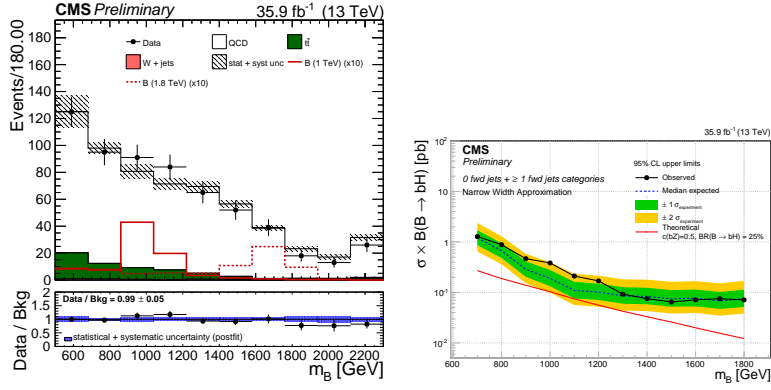 CMS Preliminary 35.9 fb⁻¹ (13 TeV)
Events/180.00
180
160
140
120
100
80
60
40
20
0
Data QCD tt̄
W + jets stat + syst unc B (1 TeV) (x10)
B (1.8 TeV) (x10)
Data / Bkg
2
1.5
1
0.5
0
Data / Bkg = 0.99 ± 0.05
statistical + systematic uncertainty (postfit)
600 800 1000 1200 1400 1600 1800 2000 2200
m_B [GeV]
35.9 fb⁻¹ (13 TeV)
σ × B(B → bH) [pb]
CMS
Preliminary
0 fwd jets + ≥ 1 fwd jets categories
Narrow Width Approximation
95% CL upper limits
Observed
Median expected
± 1 σ_experiment
± 2 σ_experiment
Theoretical
c(bZ)=0.5, BR(B → bH) = 25%
10
1
10⁻¹
10⁻²
600 800 1000 1200 1400 1600 1800
m_B [GeV]